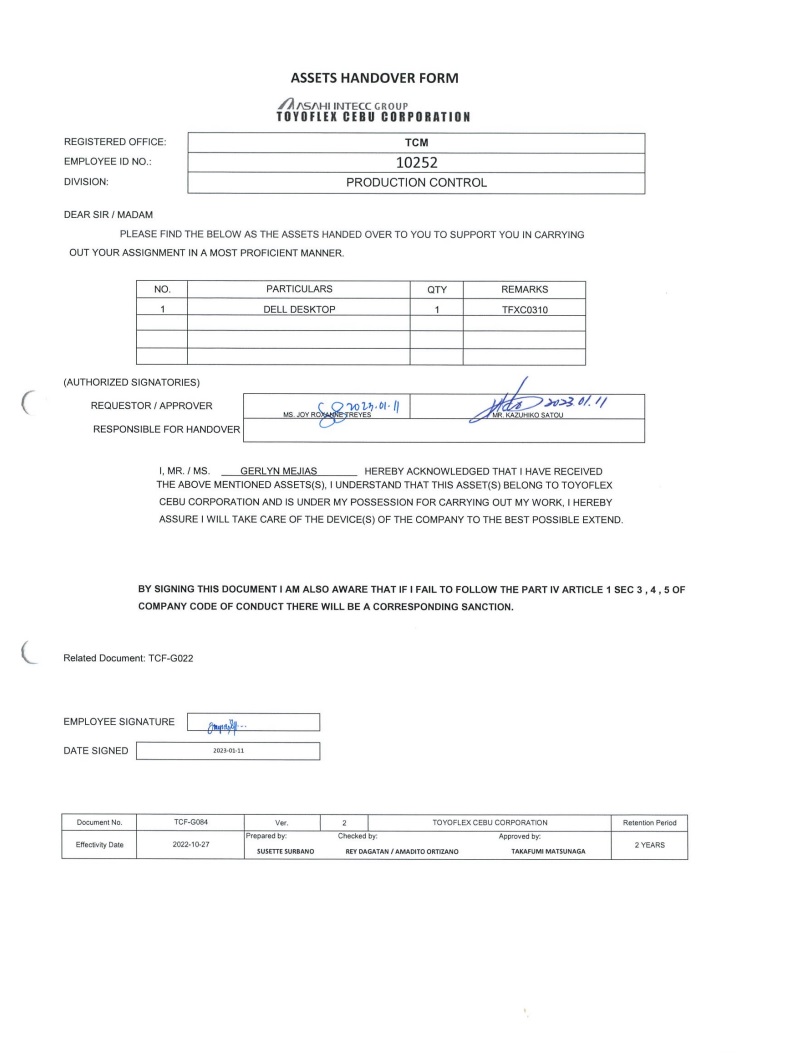 ASSETS HANDOVER FORM
ASAHI INTECC GROUP
TOYOFLEX CEBU CORPORATION
REGISTERED OFFICE: TCM
EMPLOYEE ID NO.: 10252
DIVISION: PRODUCTION CONTROL
DEAR SIR / MADAM
PLEASE FIND THE BELOW AS THE ASSETS HANDED OVER TO YOU TO SUPPORT YOU IN CARRYING
OUT YOUR ASSIGNMENT IN A MOST PROFICIENT MANNER.
NO. PARTICULARS QTY REMARKS
1 DELL DESKTOP 1 TFXC0310
(AUTHORIZED SIGNATORIES)
2023.01.11 2023.01.11
REQUESTOR / APPROVER
MS. JOY ROXANNE TREYES MR. KAZUHIKO SATOU
RESPONSIBLE FOR HANDOVER
I, MR. / MS. GERLYN MEJIAS HEREBY ACKNOWLEDGED THAT I HAVE RECEIVED
THE ABOVE MENTIONED ASSETS(S), I UNDERSTAND THAT THIS ASSET(S) BELONG TO TOYOFLEX
CEBU CORPORATION AND IS UNDER MY POSSESSION FOR CARRYING OUT MY WORK, I HEREBY
ASSURE I WILL TAKE CARE OF THE DEVICE(S) OF THE COMPANY TO THE BEST POSSIBLE EXTEND.
BY SIGNING THIS DOCUMENT I AM ALSO AWARE THAT IF I FAIL TO FOLLOW THE PART IV ARTICLE 1 SEC 3 , 4 , 5 OF
COMPANY CODE OF CONDUCT THERE WILL BE A CORRESPONDING SANCTION.
Related Document: TCF-G022
EMPLOYEE SIGNATURE
DATE SIGNED 2023-01-11
Document No. TCF-G084 Ver. 2 TOYOFLEX CEBU CORPORATION Retention Period
Effectivity Date 2022-10-27 Prepared by: Checked by: Approved by: 2 YEARS
SUSETTE SURBANO REY DAGATAN / AMADITO ORTIZANO TAKAFUMI MATSUNAGA